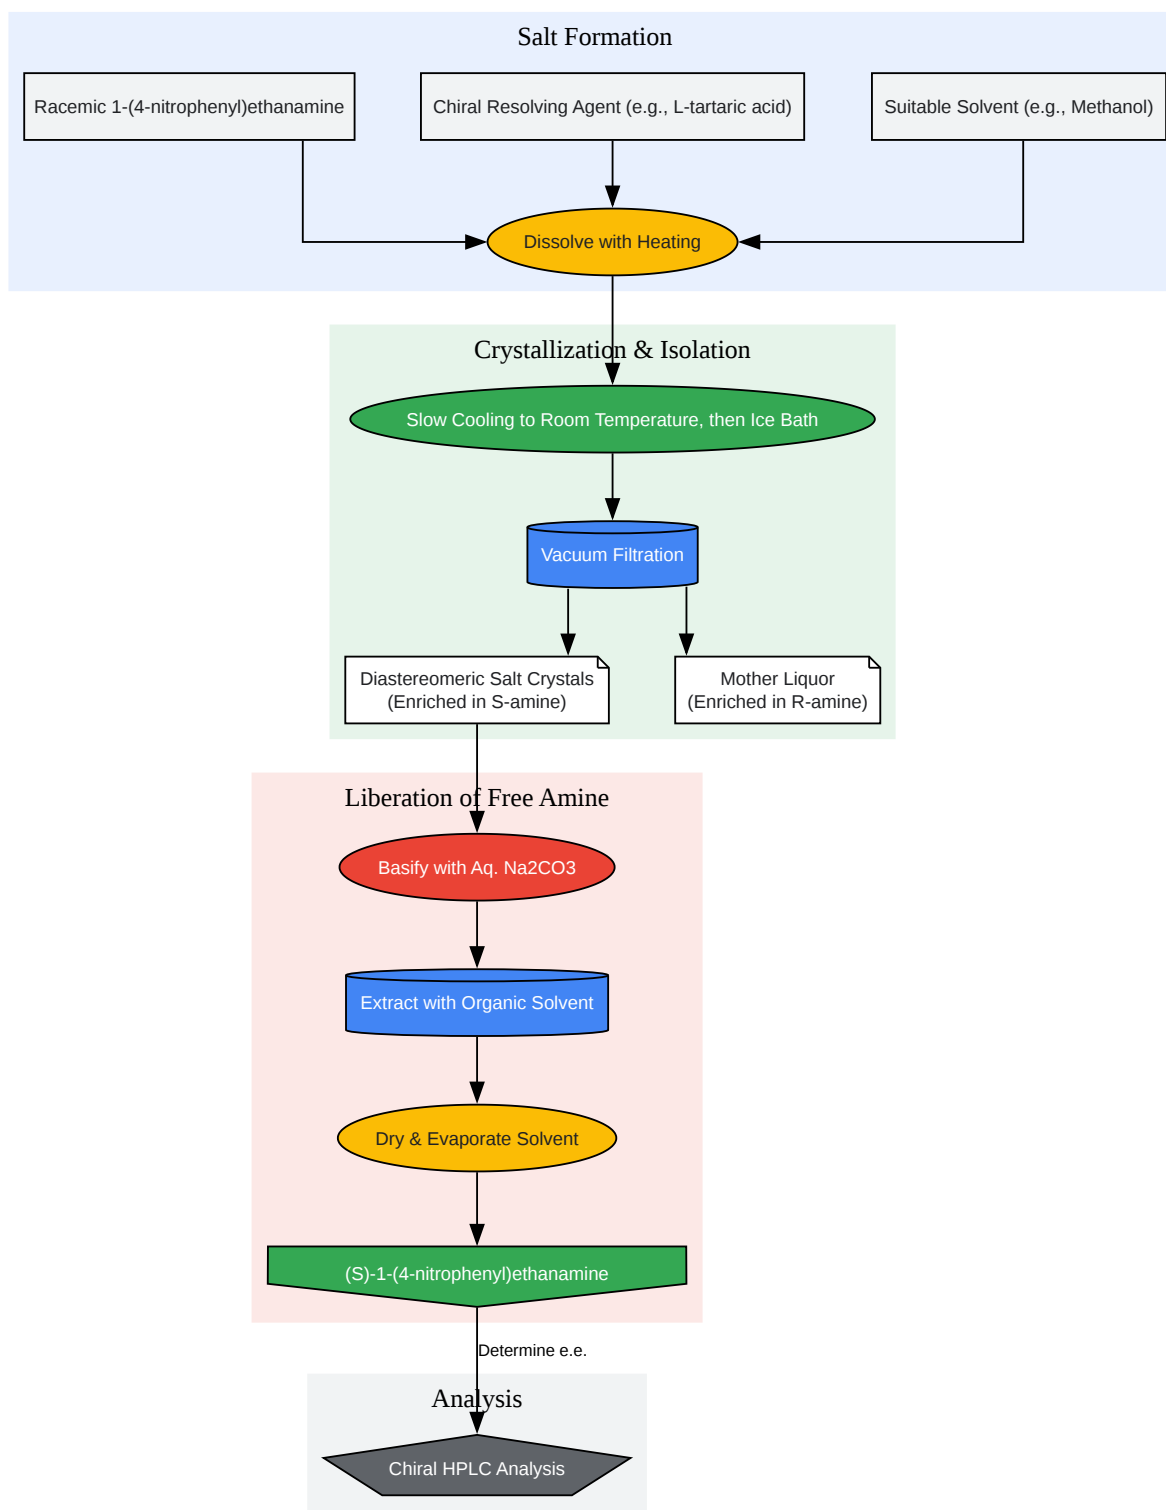 Salt Formation
Racemic 1-(4-nitrophenyl)ethanamine
Chiral Resolving Agent (e.g., L-tartaric acid)
Suitable Solvent (e.g., Methanol)
Dissolve with Heating
Crystallization & Isolation
Slow Cooling to Room Temperature, then Ice Bath
Vacuum Filtration
Diastereomeric Salt Crystals
(Enriched in S-amine)
Mother Liquor
(Enriched in R-amine)
Liberation of Free Amine
Basify with Aq. Na2CO3
Extract with Organic Solvent
Dry & Evaporate Solvent
(S)-1-(4-nitrophenyl)ethanamine
Determine e.e.
Analysis
Chiral HPLC Analysis